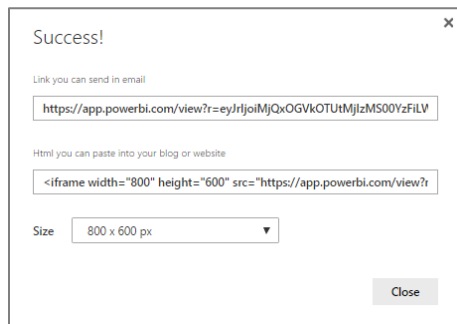 Success!
Link you can send in email
https://app.powerbi.com/view?r=eyJrIjoiMjQxOGVkOTUtMjIzMS00YzFiLW
Html you can paste into your blog or website
<iframe width="800" height="600" src="https://app.powerbi.com/view?r
Size 800 x 600 px
Close